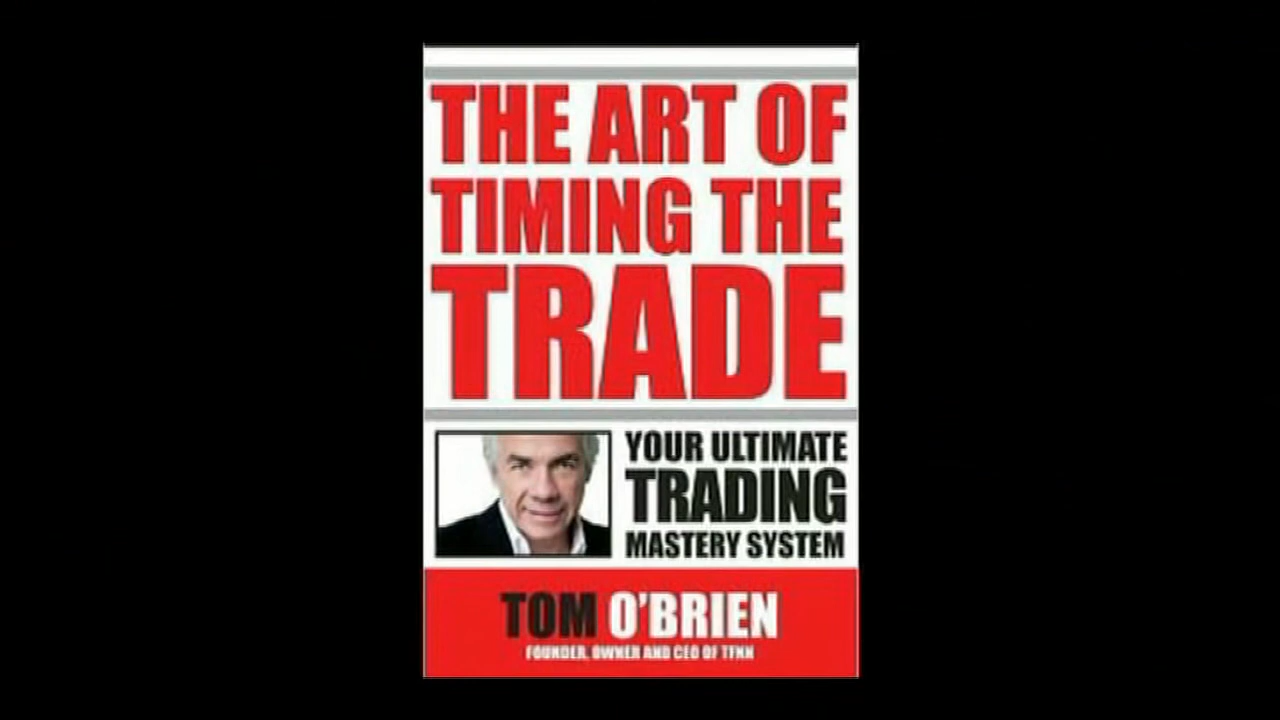 THE ART OF
TIMING THE
TRADE
YOUR ULTIMATE
TRADING
MASTERY SYSTEM
TOM O'BRIEN
FOUNDER, OWNER AND CEO OF TFNN